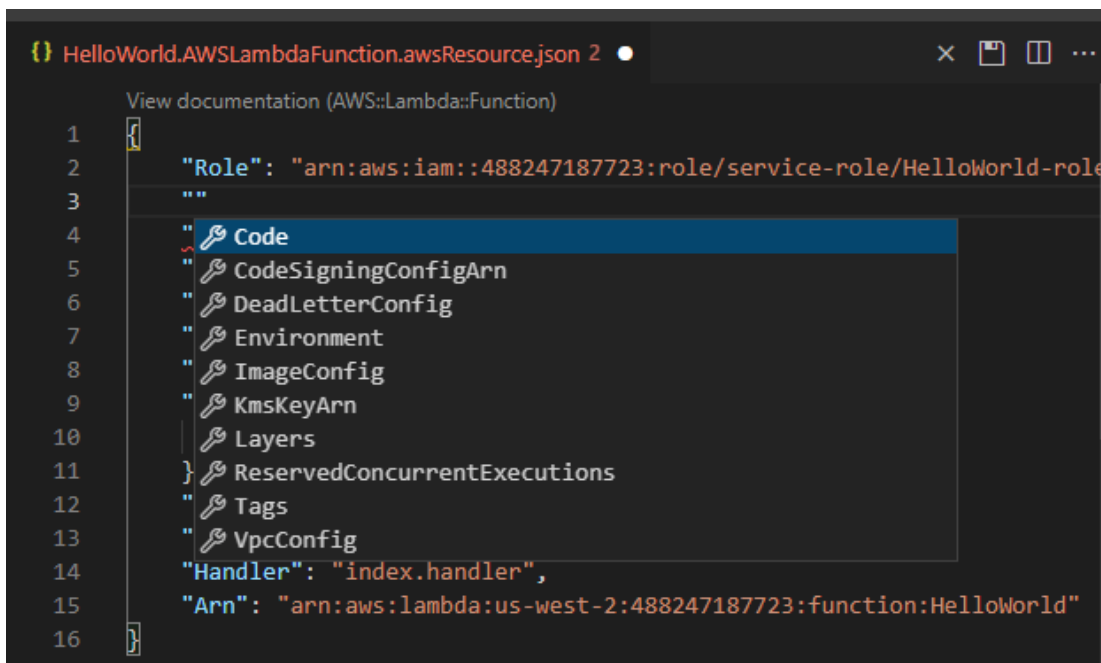 {} HelloWorld.AWSLambdaFunction.awsResource.json 2 ●
View documentation (AWS::Lambda::Function)
1 {
2 "Role": "arn:aws:iam::488247187723:role/service-role/HelloWorld-role
3 ""
4 " Code
5 " CodeSigningConfigArn
6 " DeadLetterConfig
7 " Environment
8 " ImageConfig
9 " KmsKeyArn
10 Layers
11 } ReservedConcurrentExecutions
12 " Tags
13 " VpcConfig
14 "Handler": "index.handler",
15 "Arn": "arn:aws:lambda:us-west-2:488247187723:function:HelloWorld"
16 }